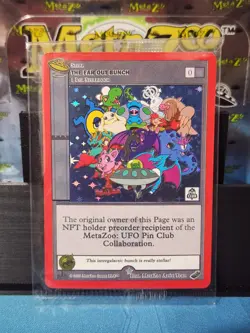 MetaZoo
THE FAR OUT BUNCH
0
The original owner of this Page was an
NFT holder preorder recipient of the
MetaZoo: UFO Pin Club
Collaboration.
This intergalactic bunch is really stellar!